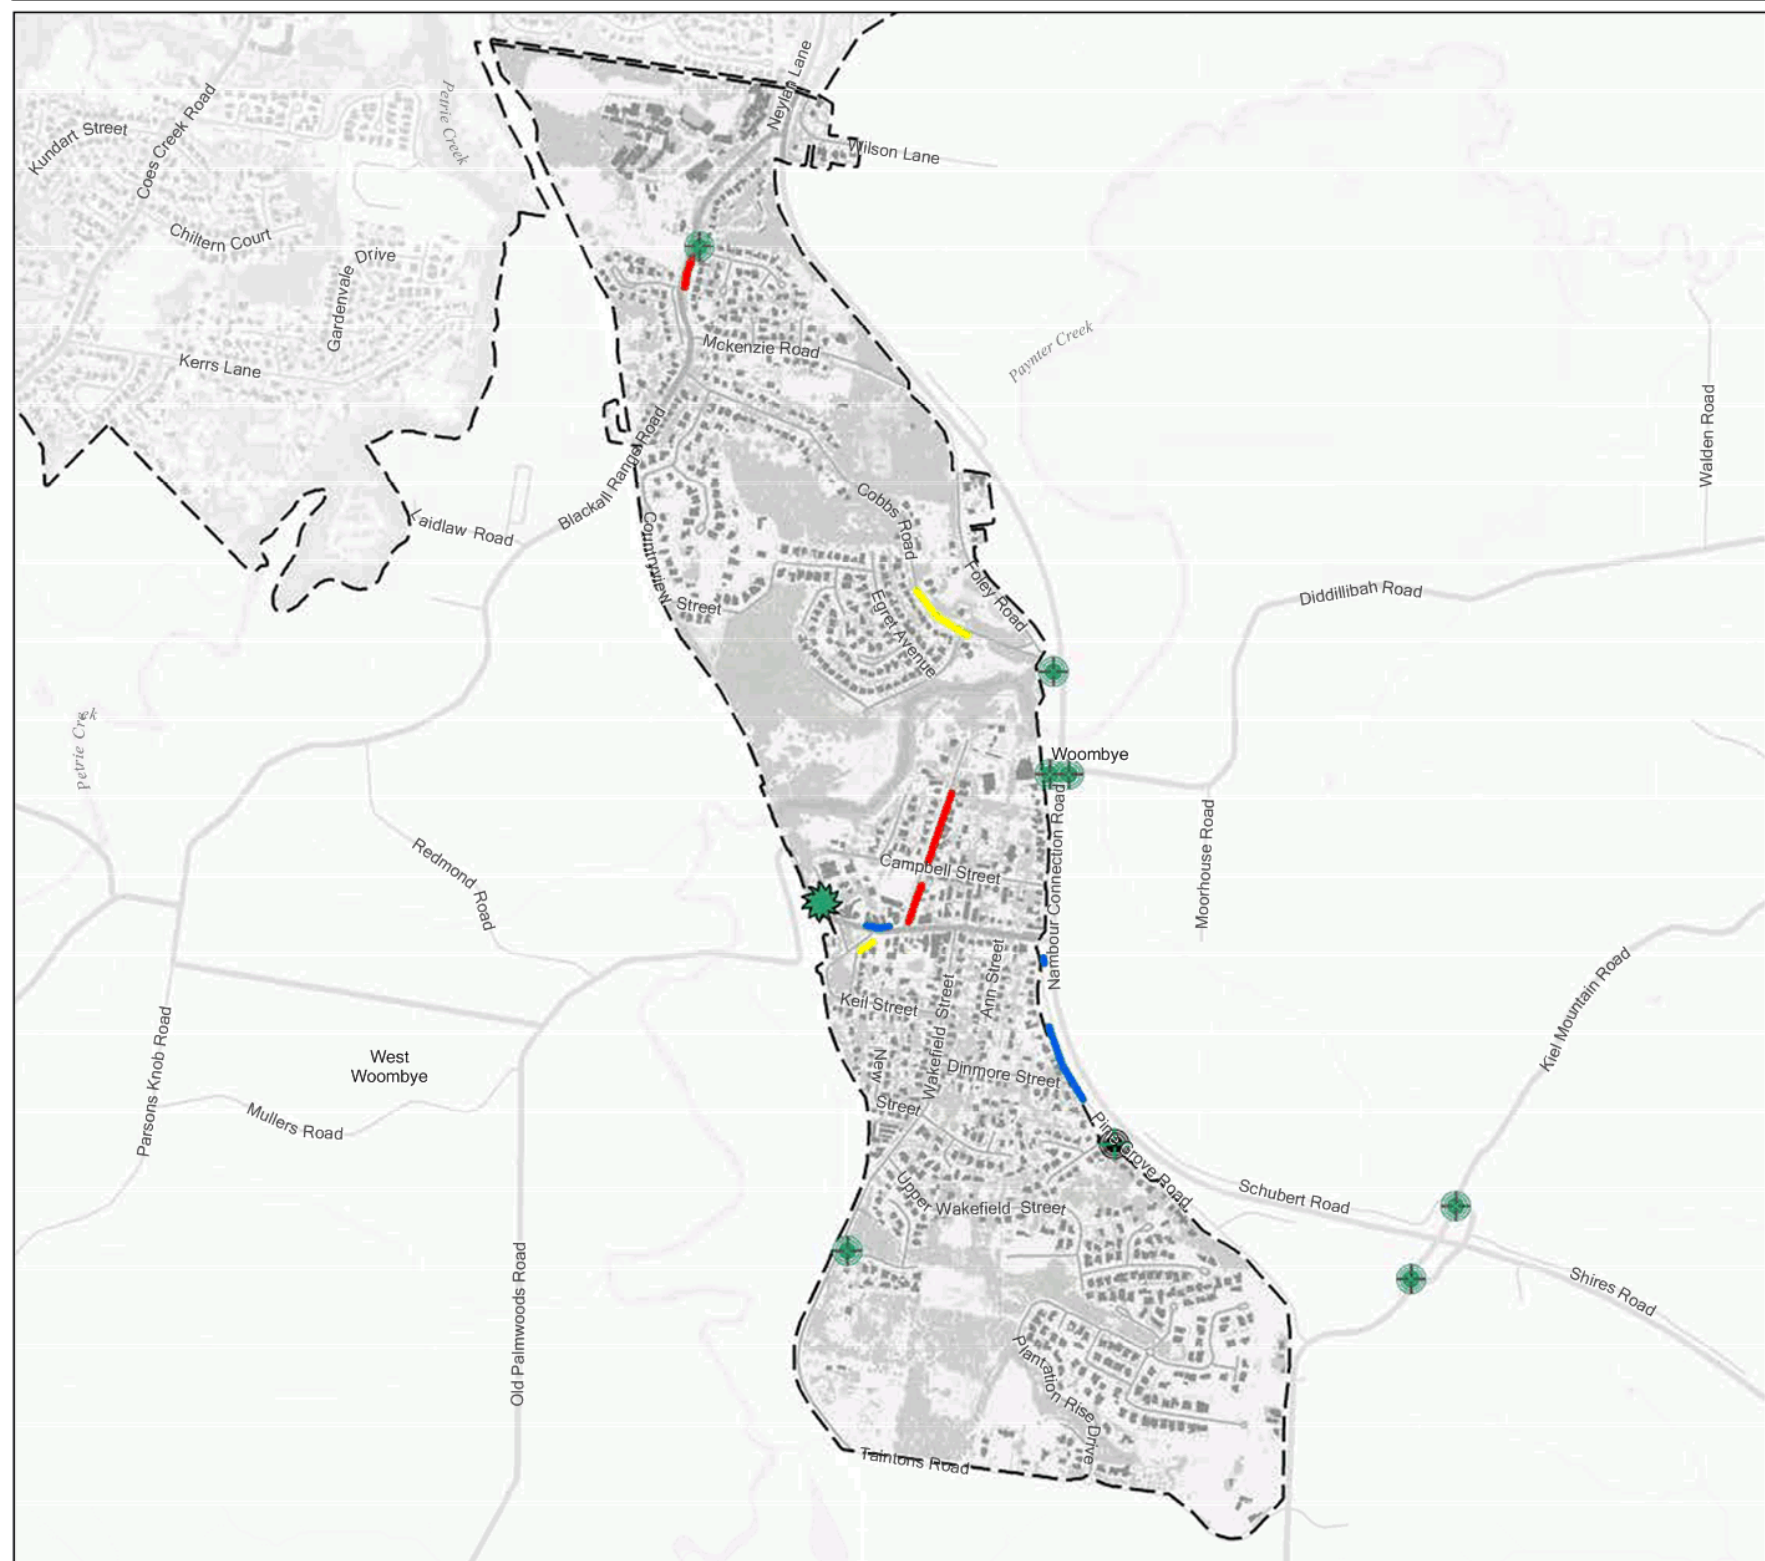 Neylan Lane
Coes Creek Road
Petrie Creek
Kundart Street
Wilson Lane
Chiltern Court
Gardenvale Drive
Paynter Creek
Mckenzie Road
Kerrs Lane
Walden Road
Blackall Range Road
Cobbs Road
Laidlaw Road
Countryview Street
Foley Road
Diddillibah Road
Egret Avenue
Petrie Creek
Woombye
Nambour Connection Road
Moorhouse Road
Redmond Road
Campbell Street
Ann Street
Kiel Mountain Road
Keil Street
Wakefield Street
Parsons Knob Road
West
Woombye
New Street
Dinmore Street
Mullers Road
Pine Grove Road
Upper Wakefield Street
Schubert Road
Old Palmwoods Road
Shires Road
Plantation Rise Drive
Taintons Road